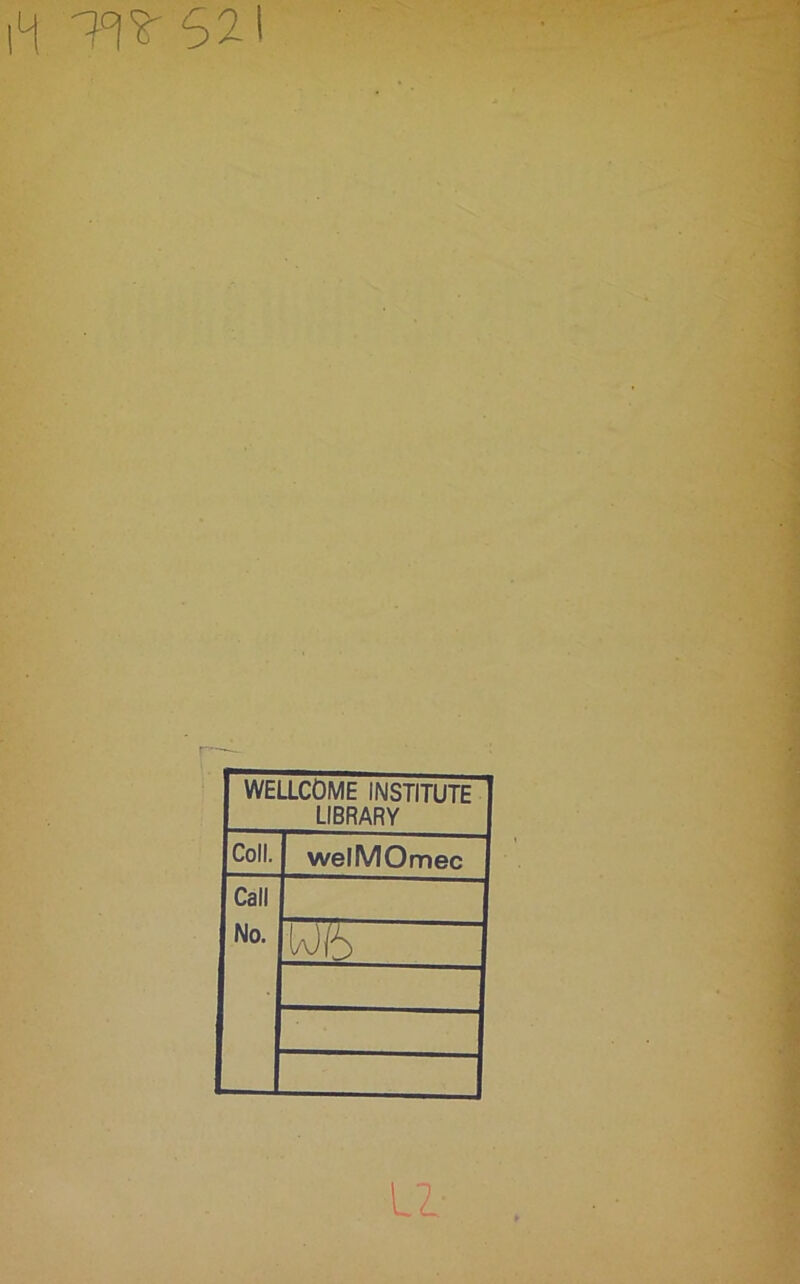 14 798 521
WELLCOME INSTITUTE
LIBRARY
Coll. welMOmec
Call
No. WB
L2